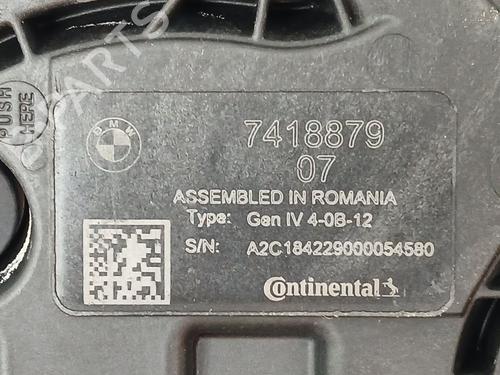 PUSH
HERE
BMW
7418879
07
ASSEMBLED IN ROMANIA
Type: Gen IV 4-0B-12
S/N: A2C184229000054580
Continental